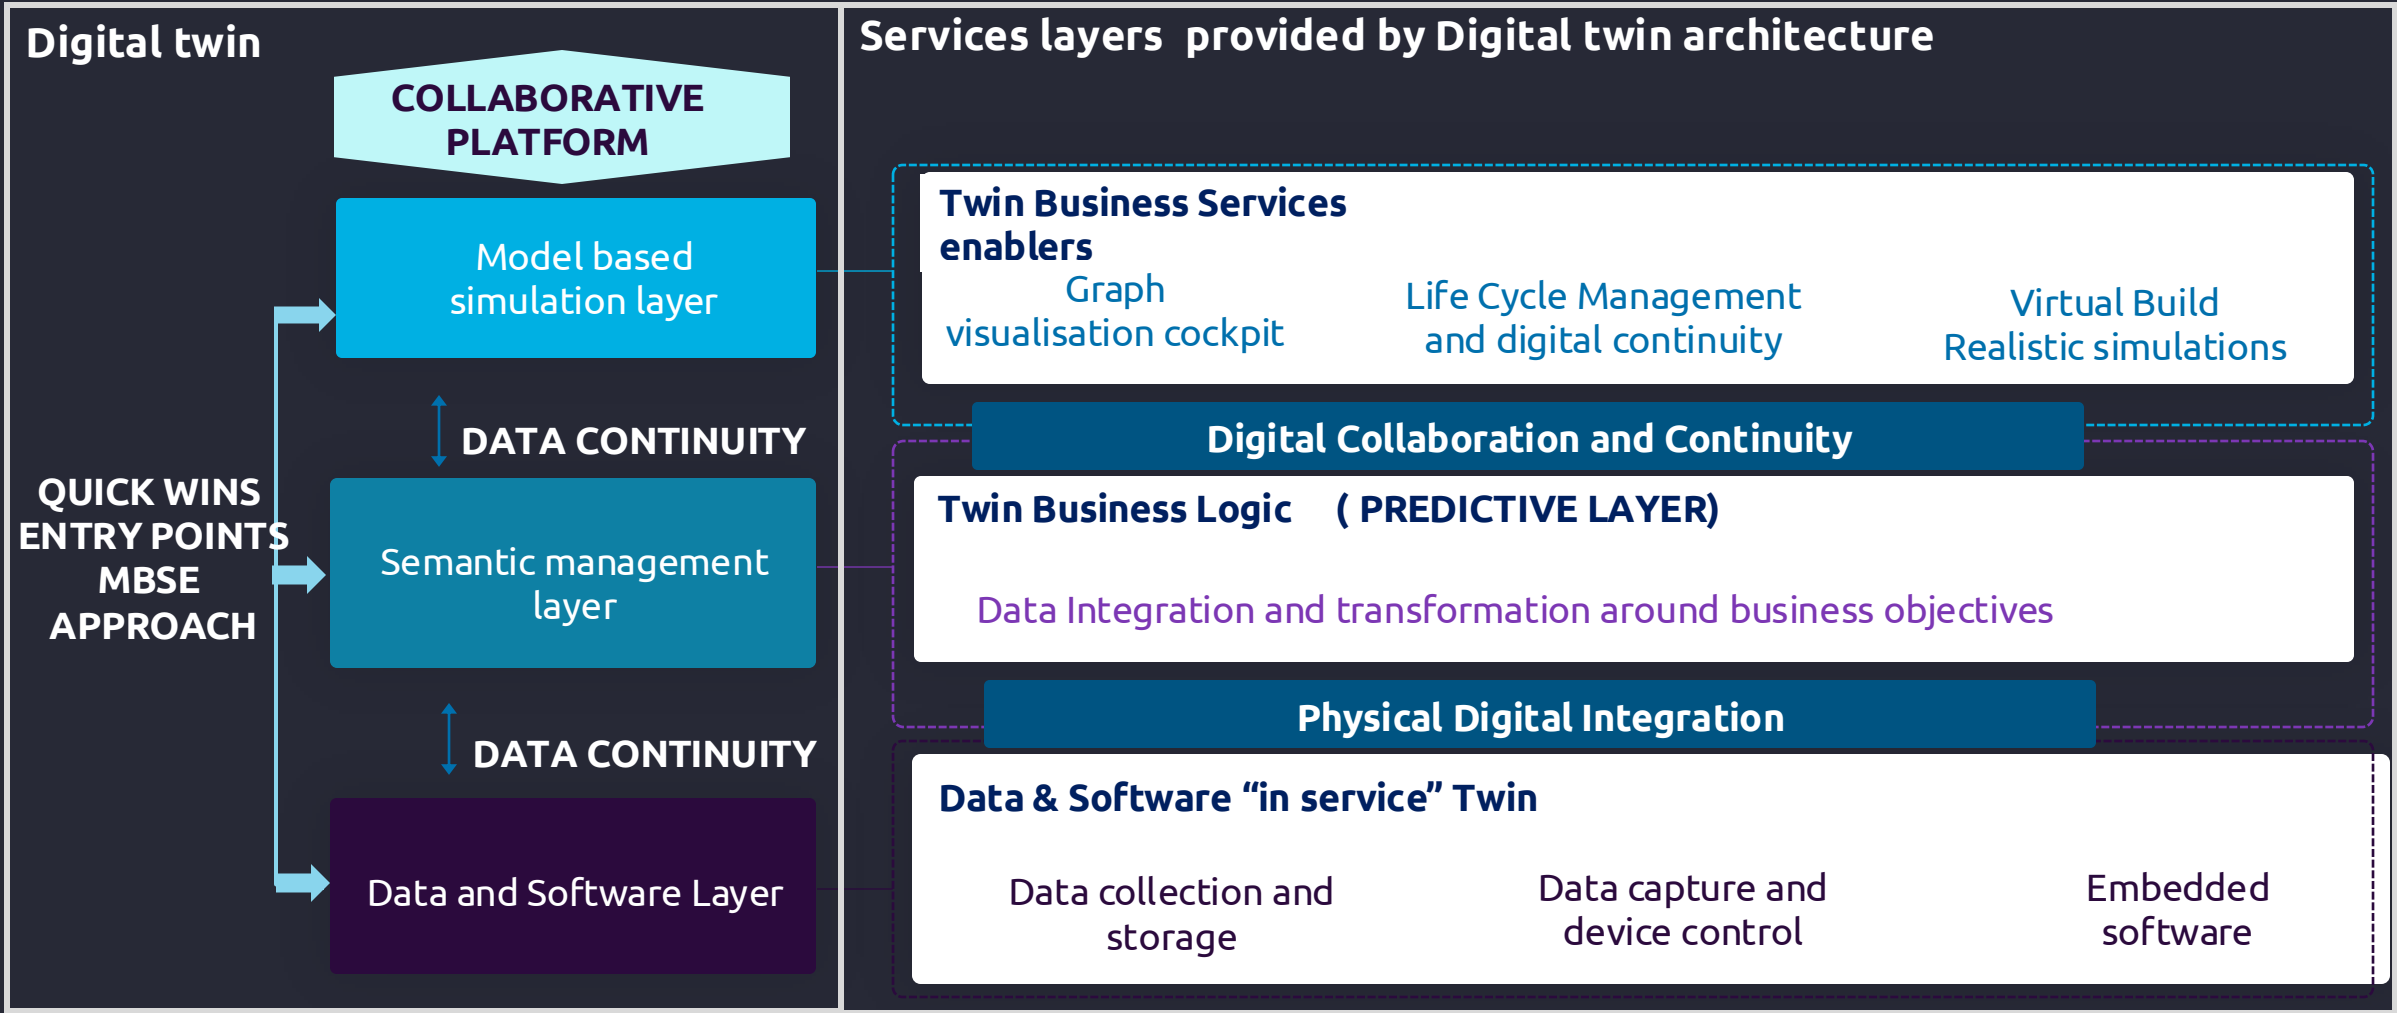 Digital twin
COLLABORATIVE
PLATFORM
Model based
simulation layer
DATA CONTINUITY
QUICK WINS
ENTRY POINTS
MBSE
APPROACH
Semantic management
layer
DATA CONTINUITY
Data and Software Layer
Services layers provided by Digital twin architecture
Twin Business Services
enablers
Graph
visualisation cockpit
Life Cycle Management
and digital continuity
Virtual Build
Realistic simulations
Digital Collaboration and Continuity
Twin Business Logic ( PREDICTIVE LAYER)
Data Integration and transformation around business objectives
Physical Digital Integration
Data & Software “in service” Twin
Data collection and
storage
Data capture and
device control
Embedded
software